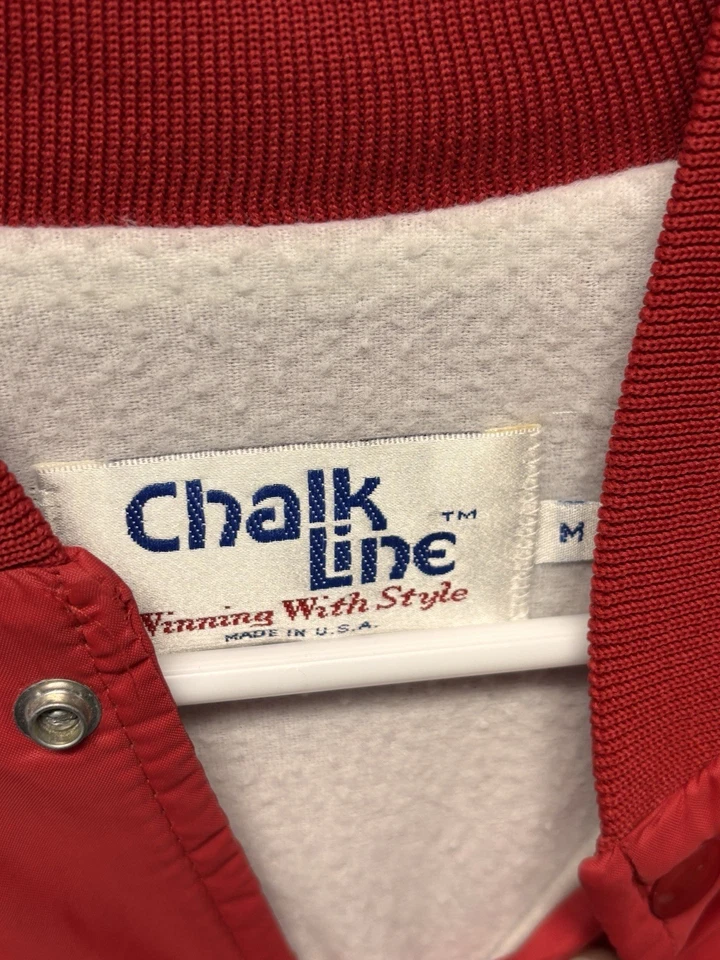 Chalk
Line™
Winning With Style
MADE IN U.S.A.
M